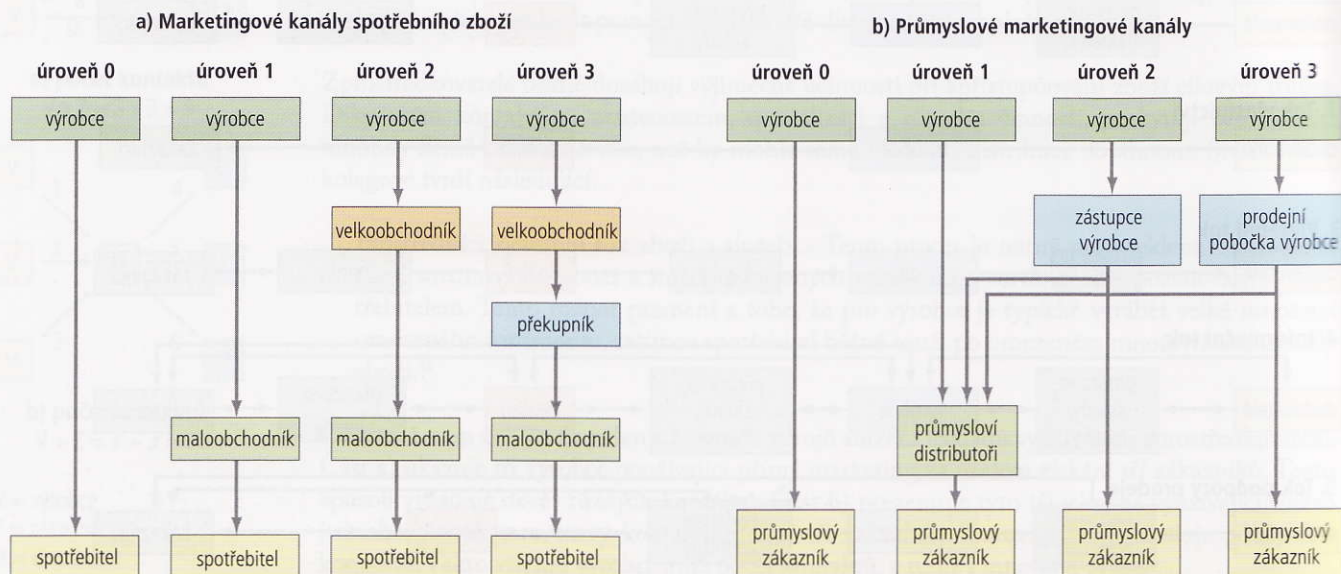 a) Marketingové kanály spotřebního zboží
úroveň 0 úroveň 1 úroveň 2 úroveň 3
výrobce výrobce výrobce výrobce
velkoobchodník velkoobchodník
překupník
maloobchodník maloobchodník maloobchodník
spotřebitel spotřebitel spotřebitel spotřebitel
b) Průmyslové marketingové kanály
úroveň 0 úroveň 1 úroveň 2 úroveň 3
výrobce výrobce výrobce výrobce
zástupce prodejní
výrobce pobočka výrobce
průmysloví
distributoři
průmyslový průmyslový průmyslový průmyslový
zákazník zákazník zákazník zákazník